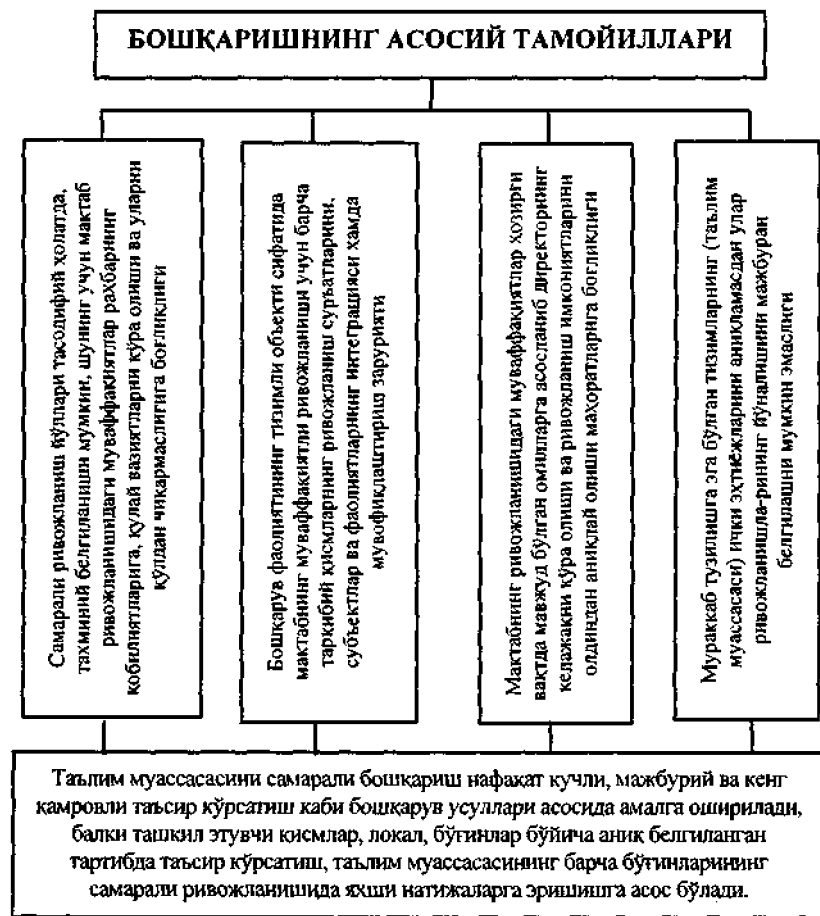 БОШҚАРИШНИНГ АСОСИЙ ТАМОЙИЛЛАРИ
Самарали ривожланиш йўллари тасодифий ҳолатда,
тахминий белгиланиши мумкин, шунинг учун мактаб
ривожланишидаги муваффақиятлар раҳбарнинг
қобилиятларига, қулай вазиятларни кўра олиши ва уларни
қўлдан чиқармаслигига боғлиқлиги
Бошқарув фаолиятининг тизимли объекти сифатида
мактабнинг муваффақиятли ривожланиши учун барча
таркибий қисмларнинг ривожланиш суръатларини,
субъектлар ва фаолиятларнинг интеграцияси ҳамда
мувофиқлаштириш зарурияти
Мактабнинг ривожланишидаги муваффақиятлар ҳозирги
вақтда мавжуд бўлган омилларга асосланиб директорнинг
келажакни кўра олиши ва ривожланиш имкониятларини
олдиндан аниқлай олиши маҳоратларига боғлиқлиги
Мураккаб тузилишга эга бўлган тизимларнинг (таълим
муассасаси) ички эҳтиёжларини аниқламасдан улар
ривожланишла-рининг йўналишини мажбуран
белгилашни мумкин эмаслиги
Таълим муассасасини самарали бошқариш нафақат кучли, мажбурий ва кенг
қамровли таъсир кўрсатиш каби бошқарув усуллари асосида амалга оширилади,
балки ташкил этувчи қисмлар, локал, бўғинлар бўйича аниқ белгиланган
тартибда таъсир кўрсатиш, таълим муассасининг барча бўғинларининг
самарали ривожланишида яхши натижаларга эришишга асос бўлади.